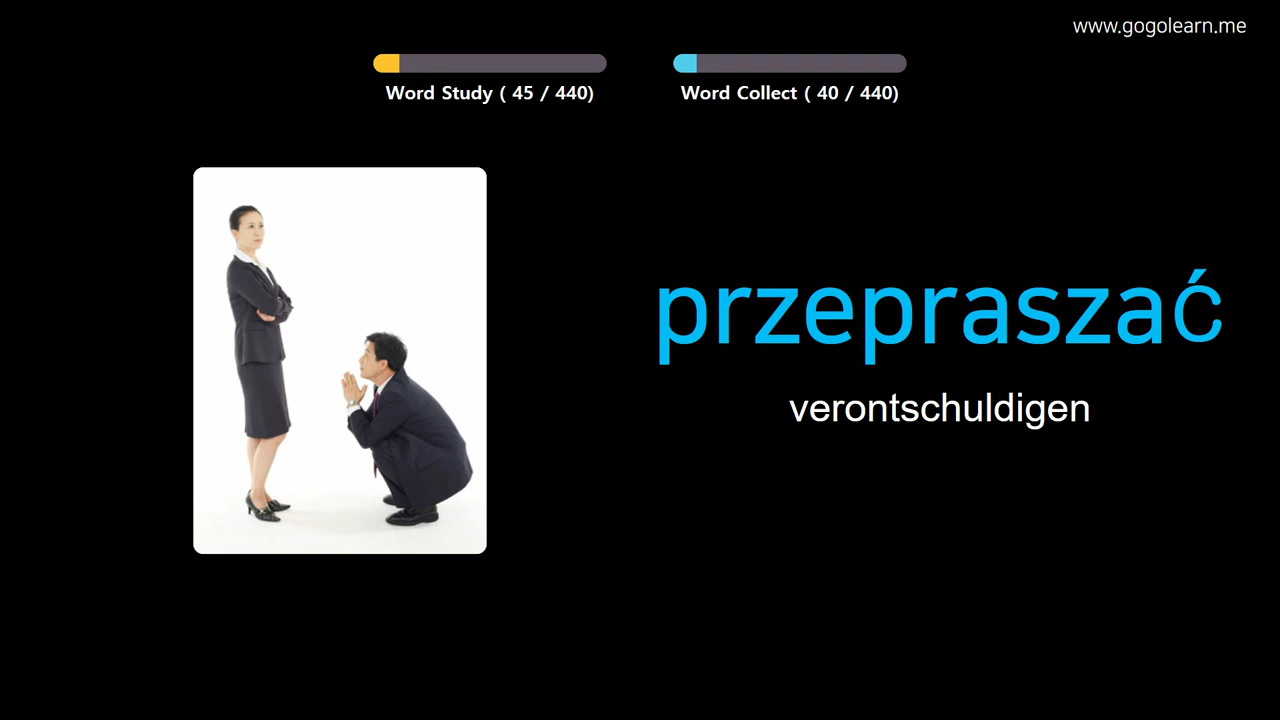 www.gogolearn.me
Word Study ( 45 / 440)
Word Collect ( 40 / 440)
przepraszać
verontschuldigen